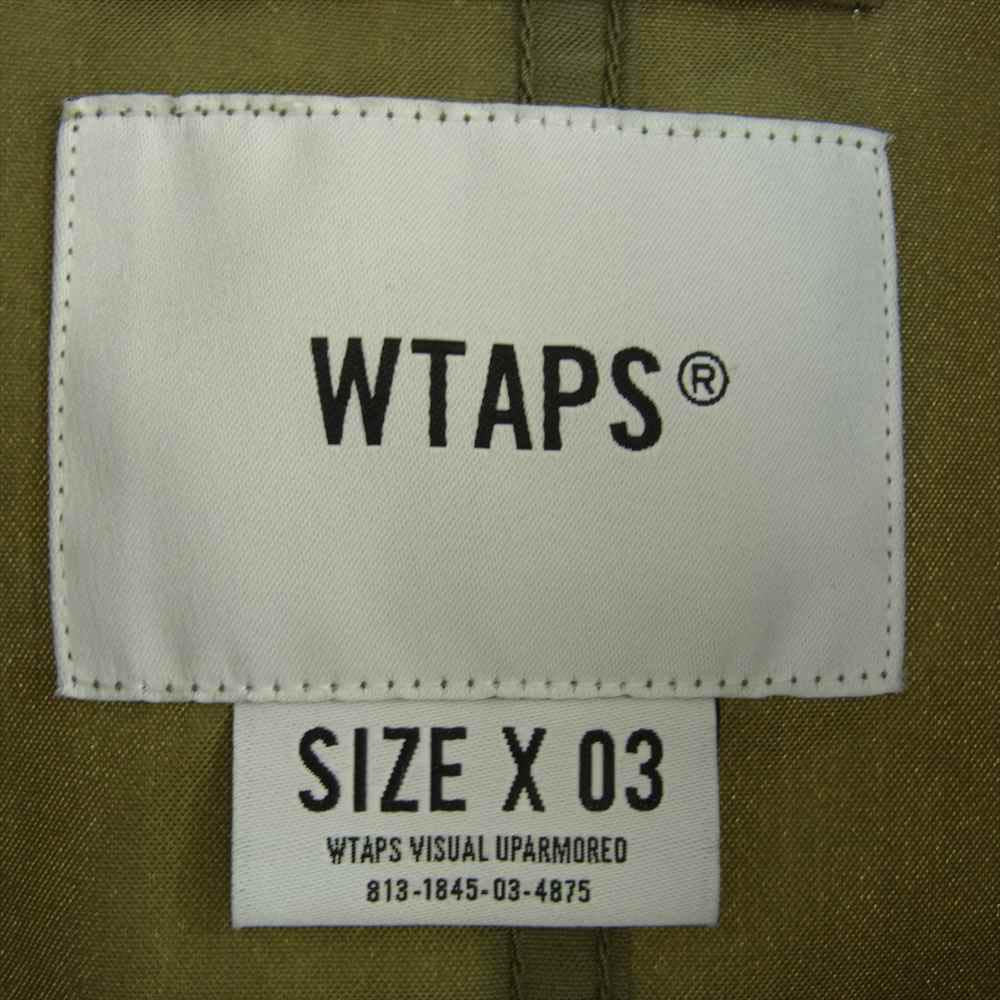 WTAPS®
SIZE X 03
WTAPS VISUAL UPARMORED
813-1845-03-4875